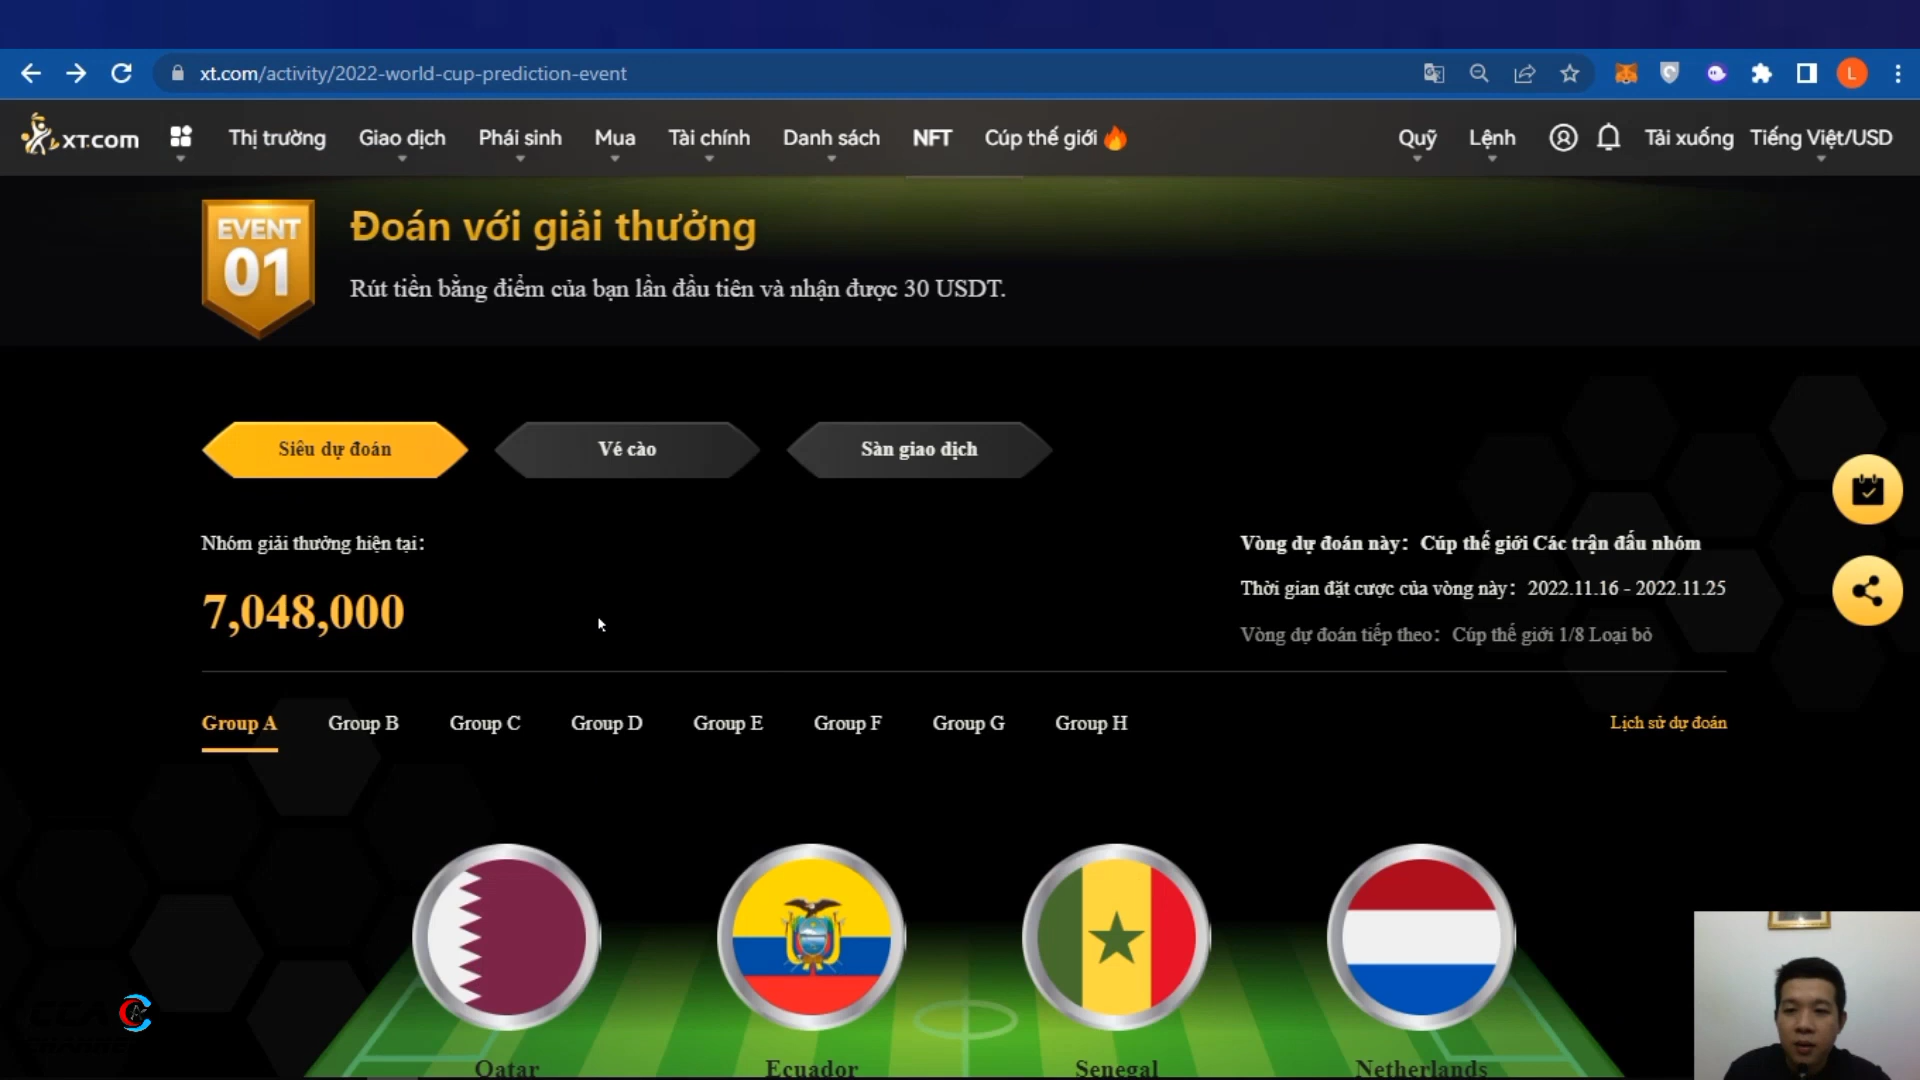 xt.com/activity/2022-world-cup-prediction-event
L
XT.COM
Thị trường
Giao dịch
Phái sinh
Mua
Tài chính
Danh sách
NFT
Cúp thế giới
Quỹ
Lệnh
Tải xuống
Tiếng Việt/USD
EVENT
01
Đoán với giải thưởng
Rút tiền bằng điểm của bạn lần đầu tiên và nhận được 30 USDT.
Siêu dự đoán
Vé cào
Sàn giao dịch
Nhóm giải thưởng hiện tại:
7,048,000
Vòng dự đoán này: Cúp thế giới Các trận đấu nhóm
Thời gian đặt cược của vòng này: 2022.11.16 - 2022.11.25
Vòng dự đoán tiếp theo: Cúp thế giới 1/8 Loại bỏ
Group A
Group B
Group C
Group D
Group E
Group F
Group G
Group H
Lịch sử dự đoán
Qatar
Ecuador
Senegal
Netherlands